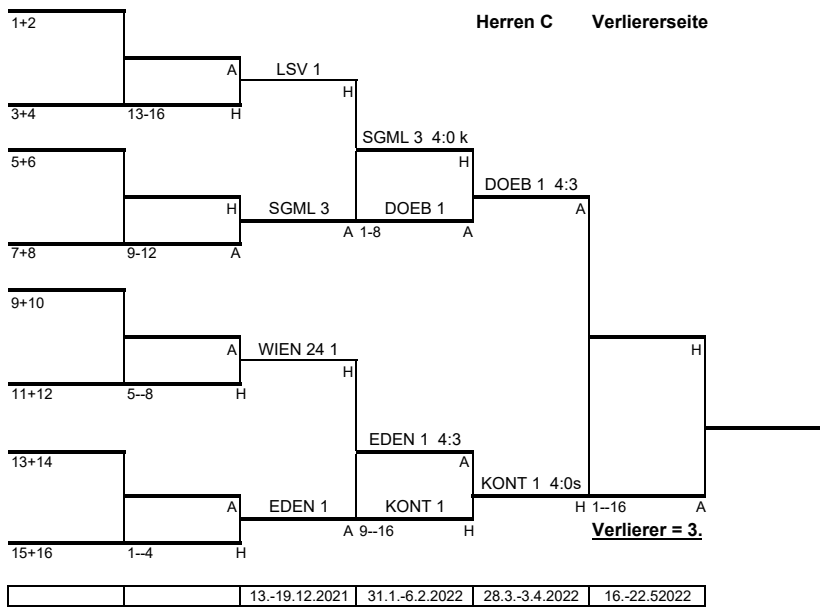 Herren C Verliererseite
1+2
A LSV 1
H
3+4 13-16 H
SGML 3 4:0 k
5+6 H
DOEB 1 4:3
H SGML 3 DOEB 1 A
7+8 9-12 A A 1-8 A
9+10
A WIEN 24 1 H
H
11+12 5--8 H
EDEN 1 4:3
13+14 A
KONT 1 4:0s
A EDEN 1 KONT 1 H 1--16 A
A 9--16 H Verlierer = 3.
15+16 1--4 H
13.-19.12.2021 31.1.-6.2.2022 28.3.-3.4.2022 16.-22.52022